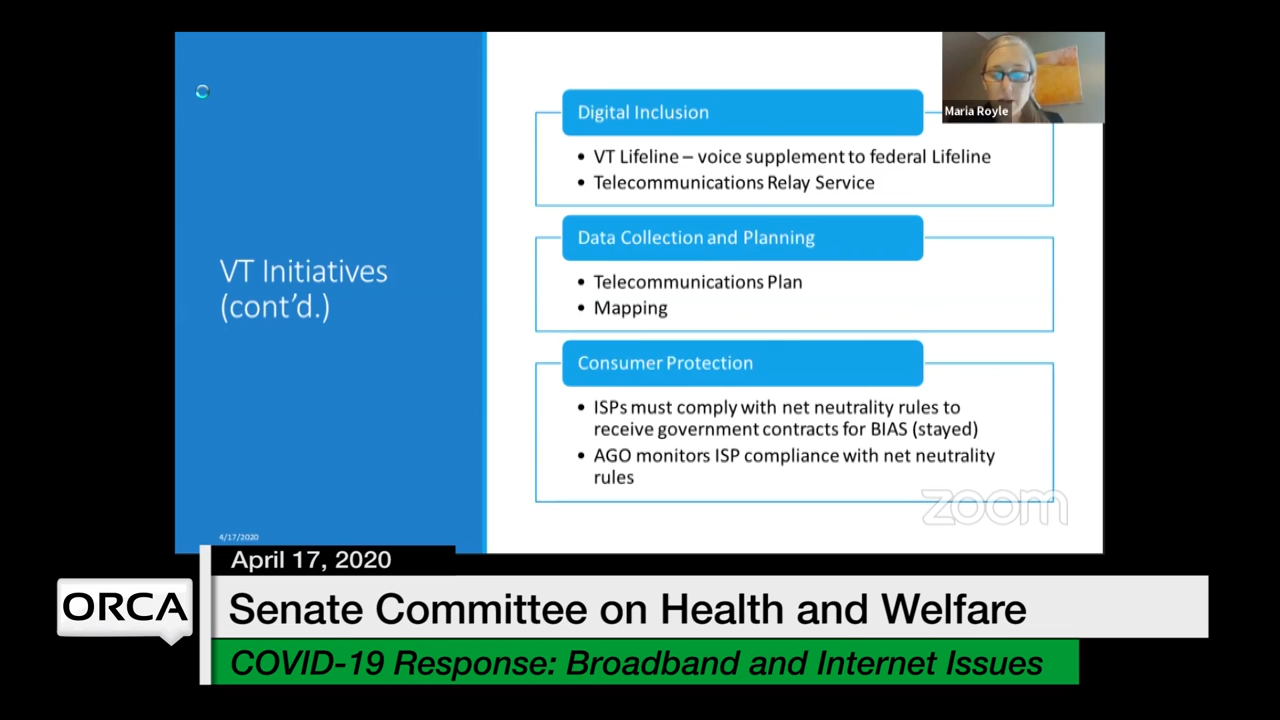 Maria Royle
Digital Inclusion
• VT Lifeline – voice supplement to federal Lifeline
• Telecommunications Relay Service
Data Collection and Planning
• Telecommunications Plan
• Mapping
VT Initiatives
(cont'd.)
Consumer Protection
• ISPs must comply with net neutrality rules to
receive government contracts for BIAS (stayed)
• AGO monitors ISP compliance with net neutrality
rules
zoom
4/17/2020
April 17, 2020
ORCA
Senate Committee on Health and Welfare
COVID-19 Response: Broadband and Internet Issues